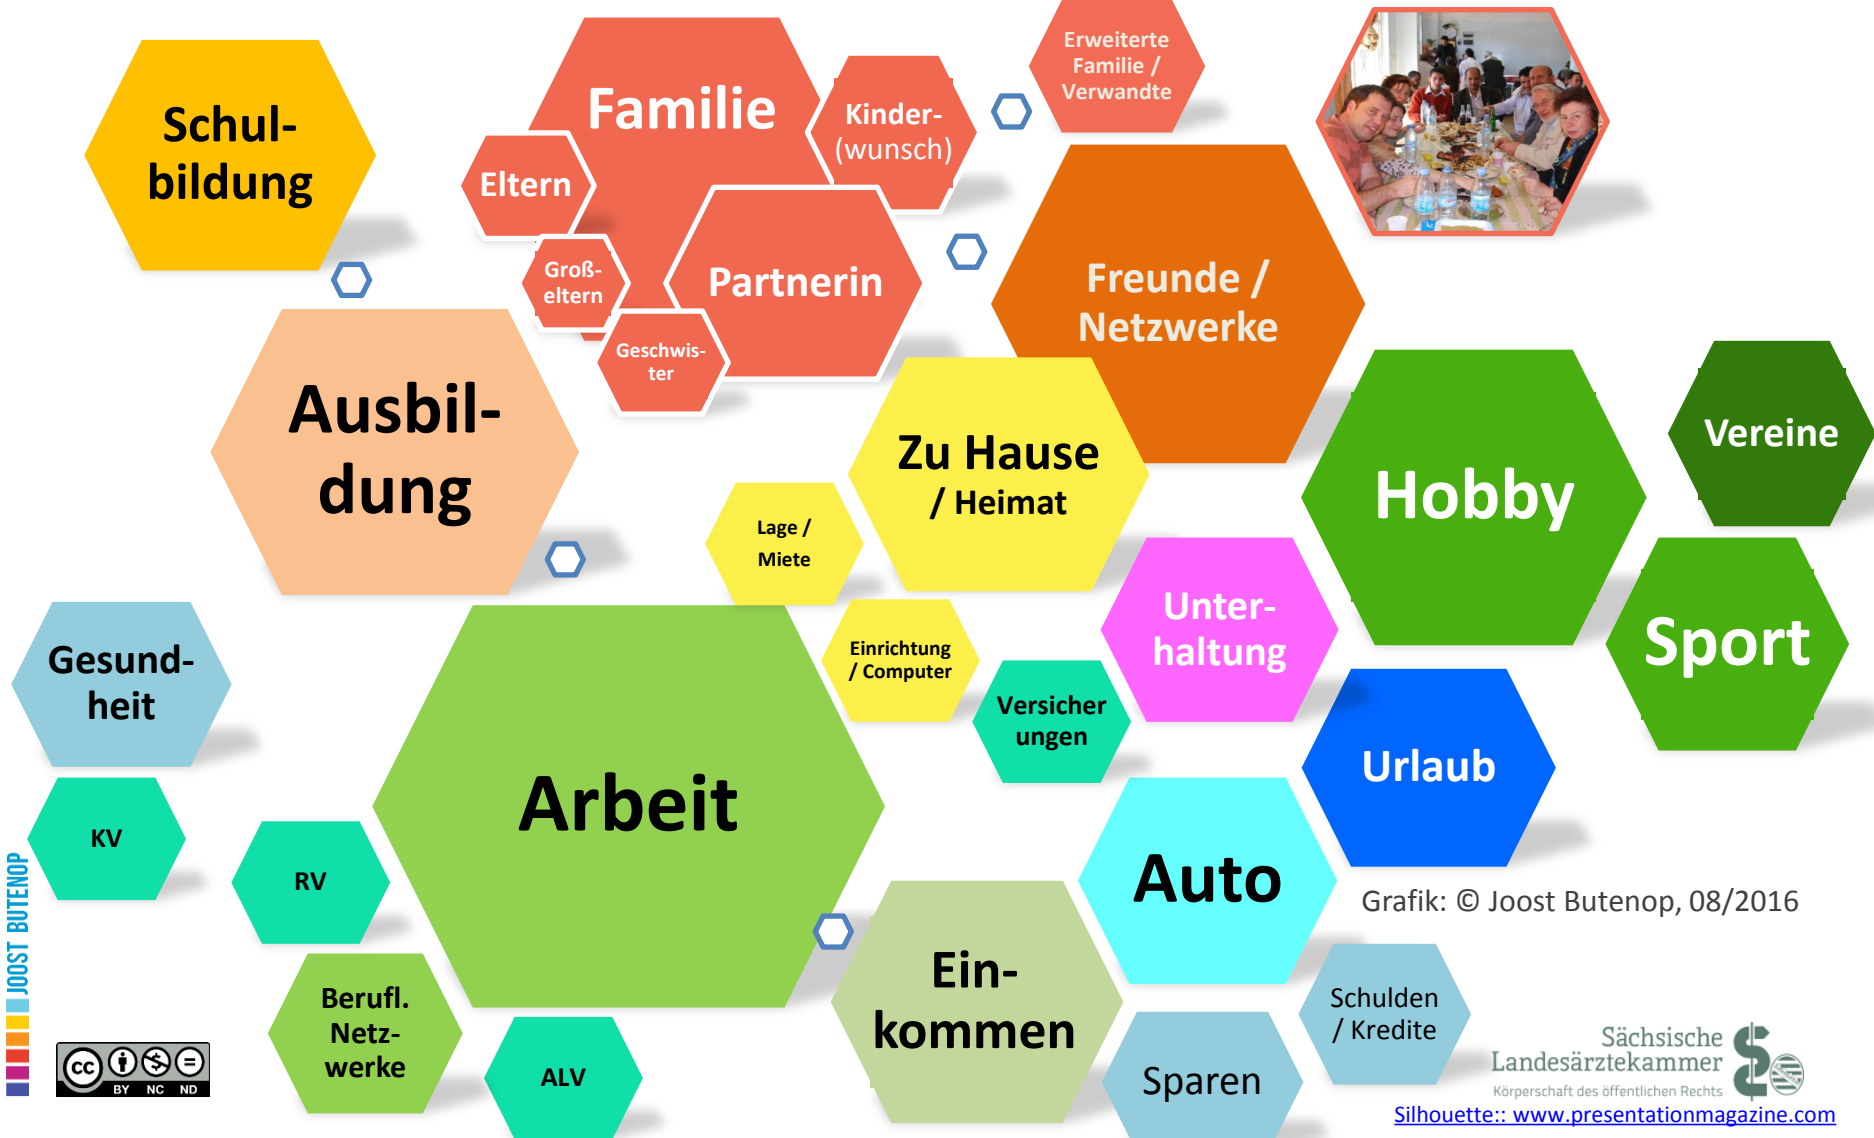 Schul-
bildung
Familie
Kinder-
(wunsch)
Erweiterte
Familie /
Verwandte
Eltern
Groß-
eltern
Partnerin
Geschwis-
ter
Freunde /
Netzwerke
Ausbil-
dung
Zu Hause
/ Heimat
Lage /
Miete
Einrichtung
/ Computer
Hobby
Vereine
Sport
Unter-
haltung
Versicher
ungen
Urlaub
Gesund-
heit
KV
RV
Arbeit
Auto
Berufl.
Netz-
werke
ALV
Ein-
kommen
Sparen
Schulden
/ Kredite
Grafik: © Joost Butenop, 08/2016
JOOST BUTENOP
cc
BY NC ND
Sächsische
Landesärztekammer
Körperschaft des öffentlichen Rechts
Silhouette:: www.presentationmagazine.com